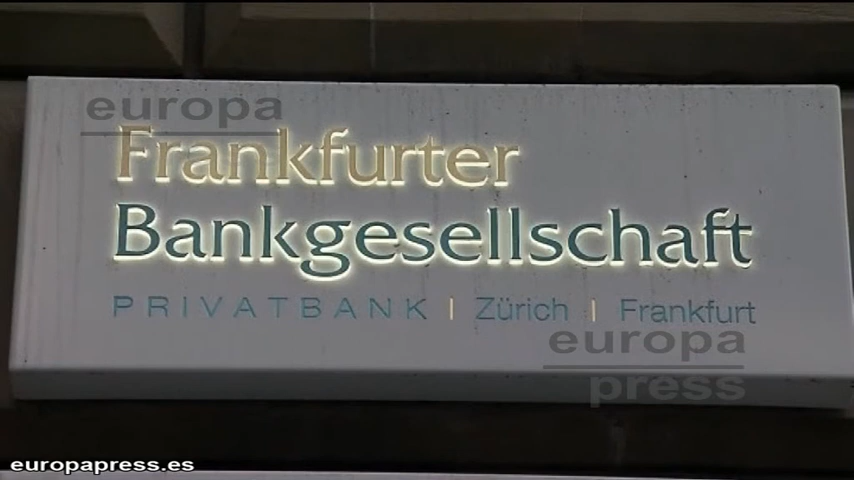 europa
Frankfurter
Bankgesellschaft
PRIVATBANK | Zürich | Frankfurt
europa
press
europapress.es